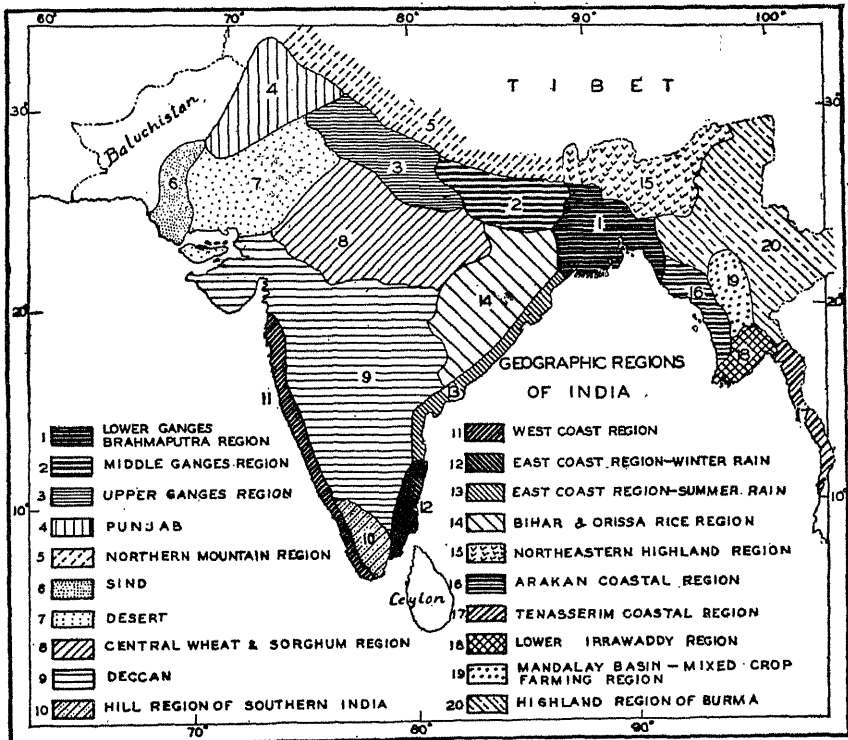 60° 70° 80° 90° 100°
TIBET
Baluchistan
30° 30°
4
5
6
7
3
2
1
15
8
20
19
16
14
20° 20°
18
9
GEOGRAPHIC REGIONS
OF INDIA
11
13
17
10° 10°
12
10
Ceylon
1 LOWER GANGES
BRAHMAPUTRA REGION
2 MIDDLE GANGES REGION
3 UPPER GANGES REGION
4 PUNJAB
5 NORTHERN MOUNTAIN REGION
6 SIND
7 DESERT
8 CENTRAL WHEAT & SORGHUM REGION
9 DECCAN
10 HILL REGION OF SOUTHERN INDIA
11 WEST COAST REGION
12 EAST COAST REGION-WINTER RAIN
13 EAST COAST REGION-SUMMER RAIN
14 BIHAR & ORISSA RICE REGION
15 NORTHEASTERN HIGHLAND REGION
16 ARAKAN COASTAL REGION
17 TENASSERIM COASTAL REGION
18 LOWER IRRAWADDY REGION
19 MANDALAY BASIN-MIXED CROP
FARMING REGION
20 HIGHLAND REGION OF BURMA
70° 80° 90°